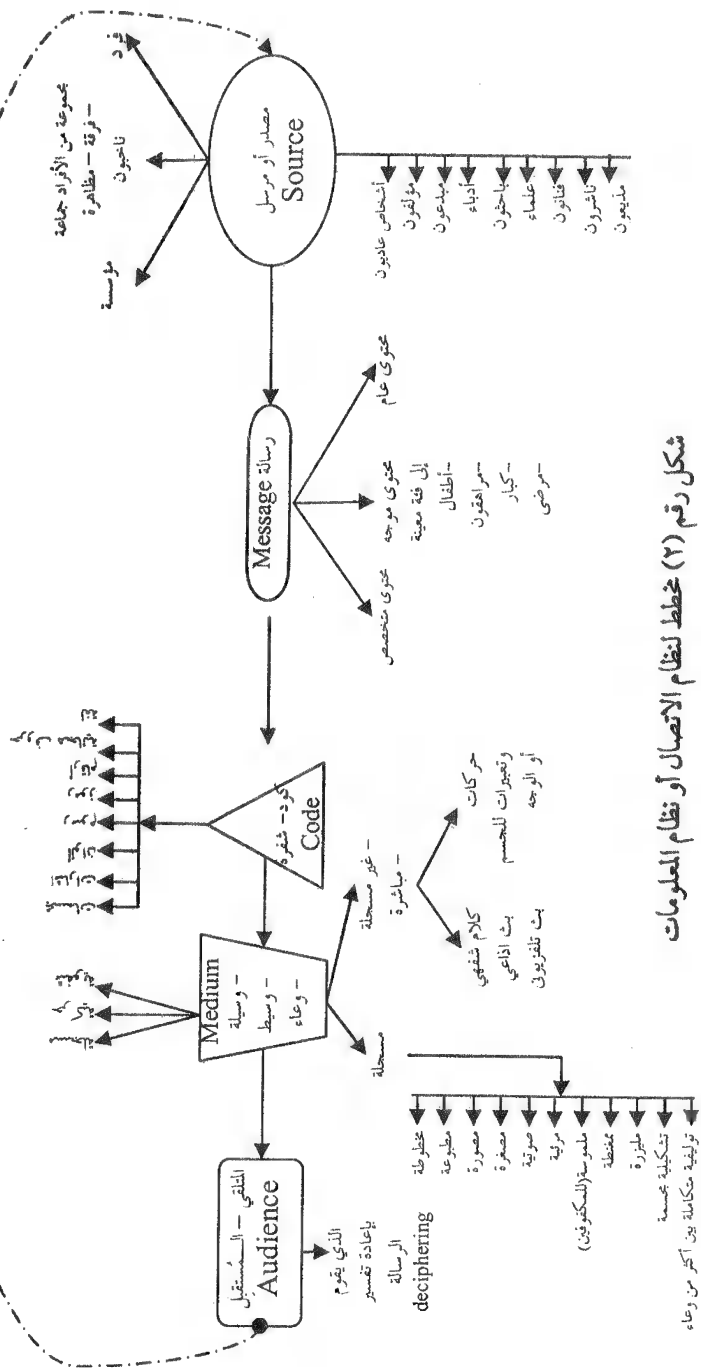 فرد
ناخبون
مجموعة من الأفراد جماعة
- فرقة - مظاهرة
مؤسسة
مصدر أو مرسل
Source
أشخاص عاديون
مؤلفون
مبدعون
أدباء
باحثون
علماء
فنانون
ناشرون
مذيعون
رسالة Message
محتوى عام
محتوى موجه
إلى فئة معينة
-أطفال
-مراهقون
-كبار
-مرضى
محتوى متخصص
كود- شفرة
Code
Medium
- وسيلة
- وسيط
- وعاء
- غير مسجلة
- مباشرة
حركات
وتعبيرات للجسم
أو الوجه
كلام شفهي
بث اذاعي
بث تلفزيونى
مسجلة
مخطوطة
مطبوعة
مصورة
مصغرة
صوتية
مرئية
ملموسة (للمكفوفين)
ممغنطة
مليزرة
تشكيلية مجسمة
توليفية متكاملة بين أكثر من وعاء
المتلقي - المُستقبِل
Audience
الذي يقوم
بإعادة تفسير
الرسالة
deciphering
شكل رقم (٢) مخطط لنظام الاتصال أو نظام المعلومات